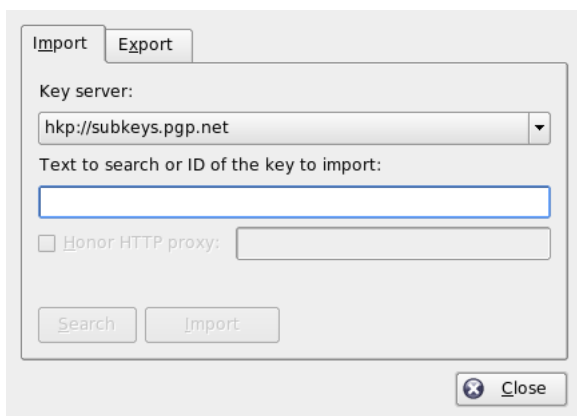 Import Export
Key server:
hkp://subkeys.pgp.net
Text to search or ID of the key to import:
Honor HTTP proxy:
Search Import
Close